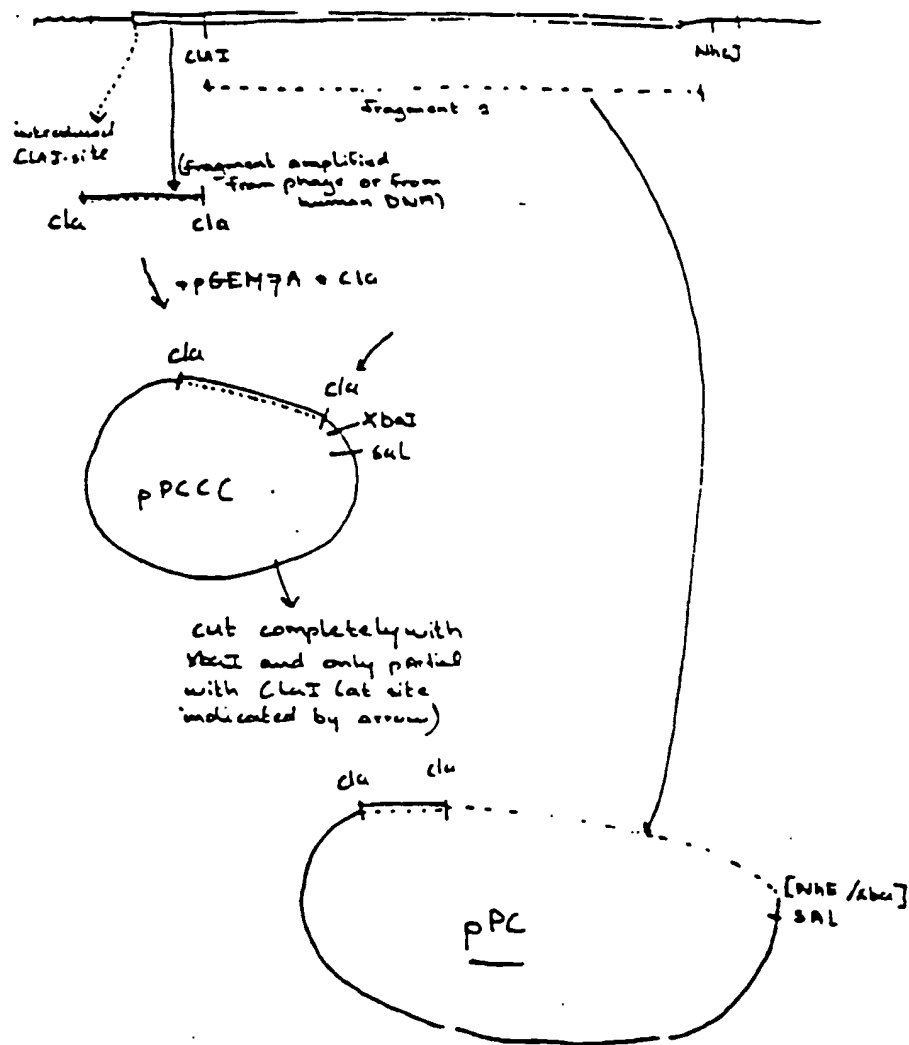 ClaI
NheI
fragment 2
introduced
ClaI-site
(fragment amplified
from phage or from
human DNA)
cla
cla
+pGEM7A + Cla
cla
cla
XbaI
sal
pPCCC
cut completely with
XbaI and only partial
with ClaI (at site
indicated by arrow)
cla
cla
[NhE/xba]
SAL
pPC